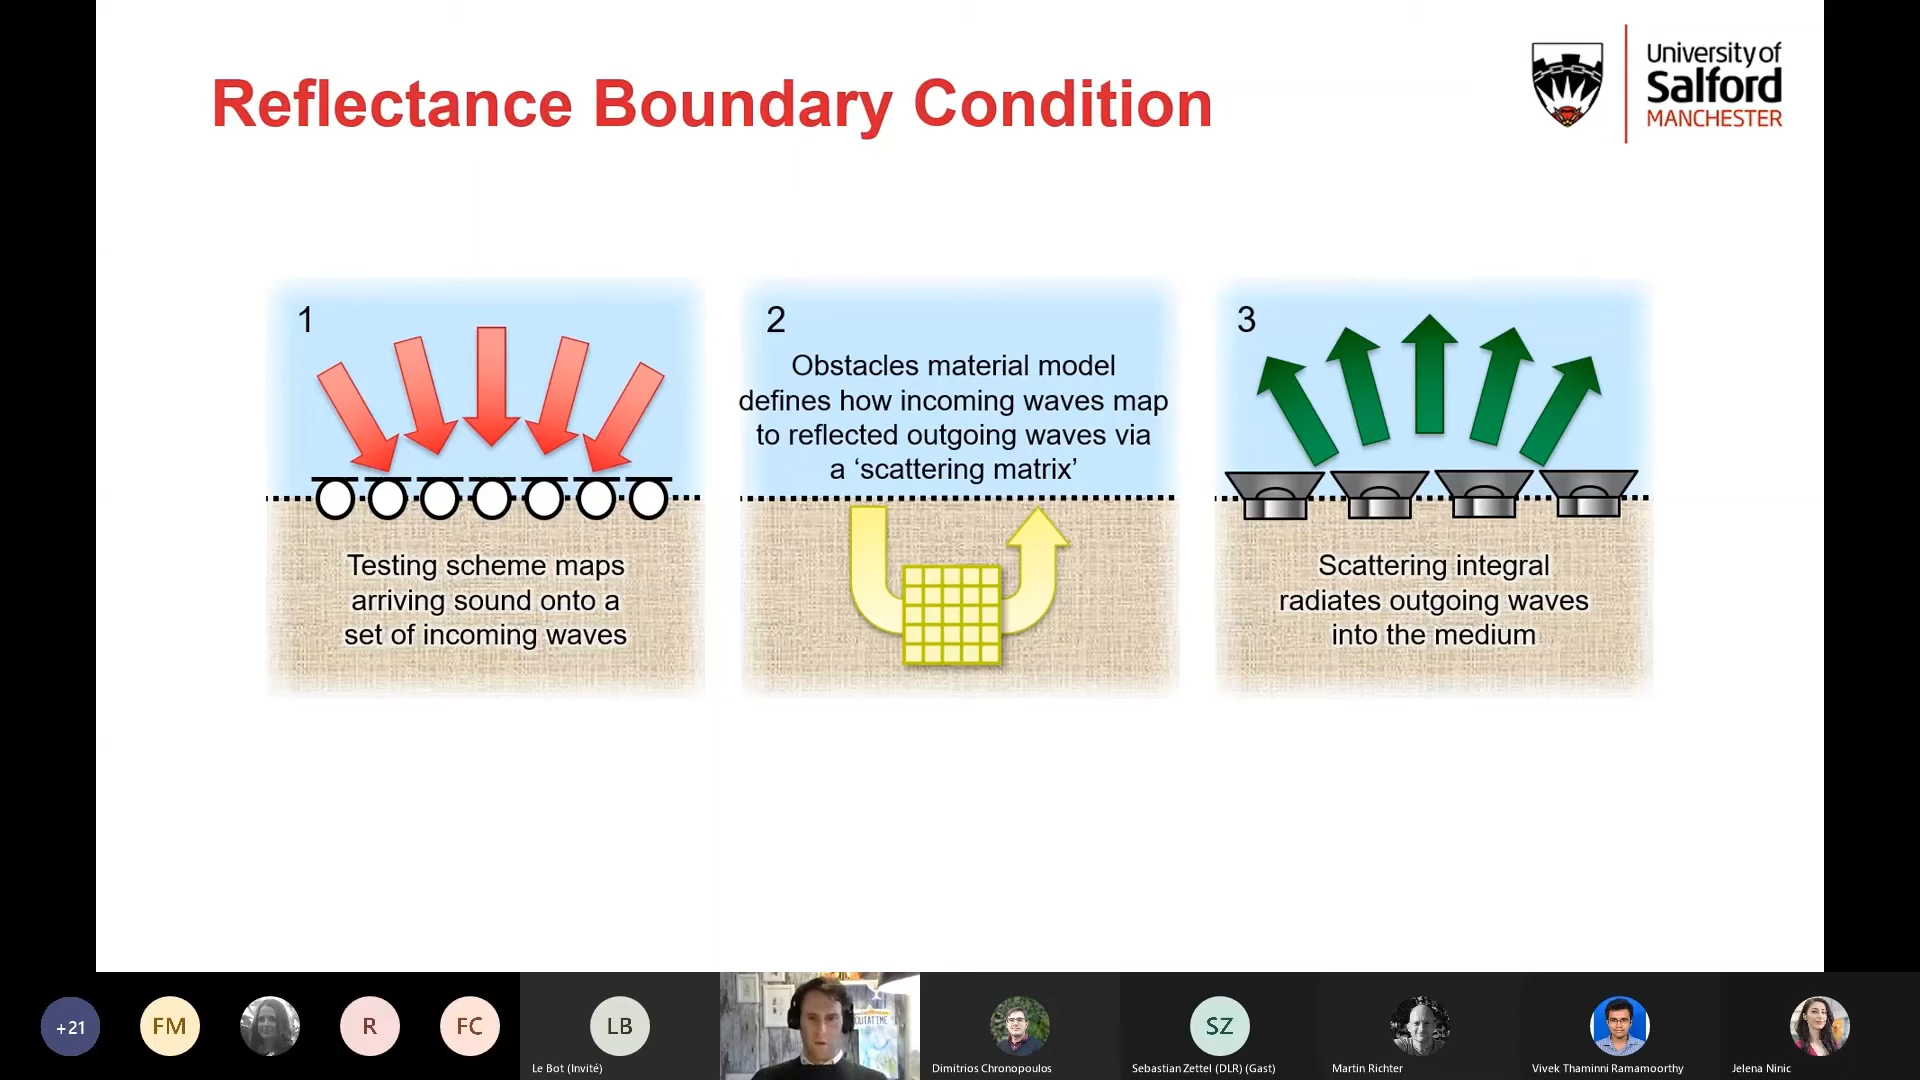 Reflectance Boundary Condition
University of
Salford
MANCHESTER
1
Testing scheme maps
arriving sound onto a
set of incoming waves
2
Obstacles material model
defines how incoming waves map
to reflected outgoing waves via
a ‘scattering matrix’
3
Scattering integral
radiates outgoing waves
into the medium
+21
FM
R
FC
LB
Le Bot (Invité)
OUTATIME
Dimitrios Chronopoulos
SZ
Sebastian Zettel (DLR) (Gast)
Martin Richter
Vivek Thaminni Ramamoorthy
Jelena Ninic